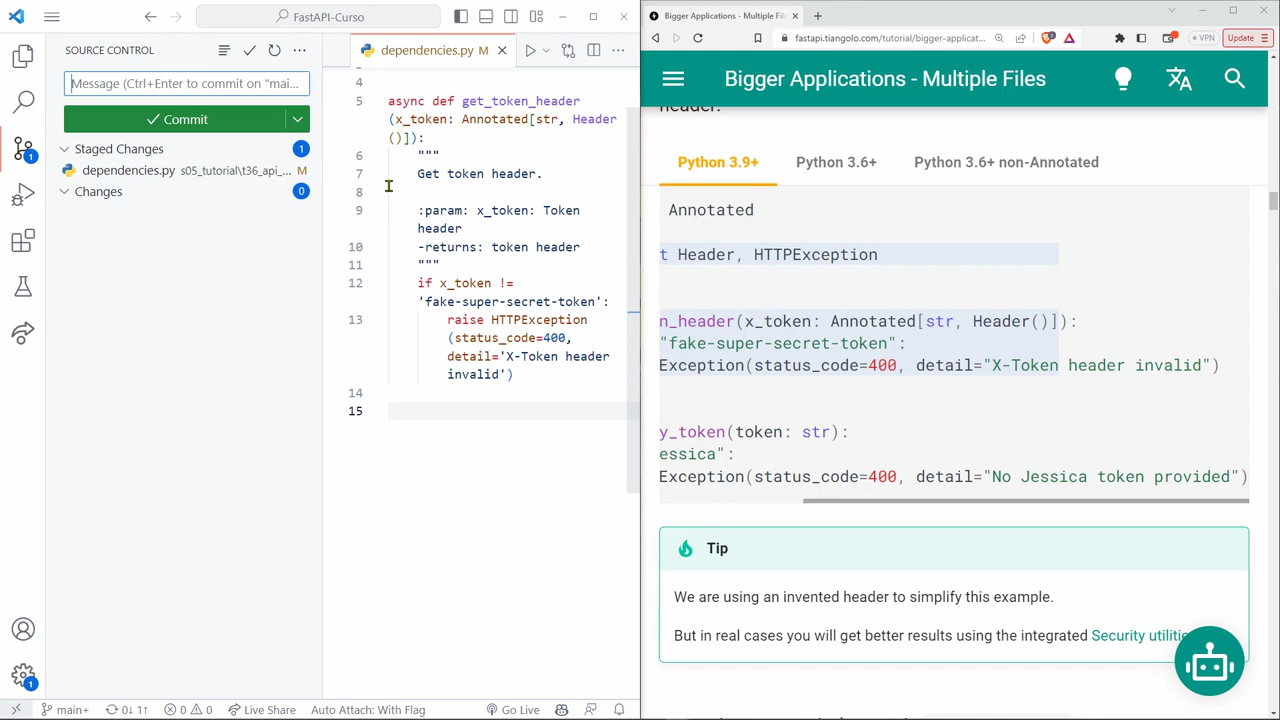 FastAPI-Curso
SOURCE CONTROL
Message (Ctrl+Enter to commit on "mai...
Commit
Staged Changes 1
dependencies.py s05_tutorial\t36_api_... M
Changes 0
1
1
main+ 0↓ 11↑ 0 0 Live Share Auto Attach: With Flag Go Live
dependencies.py M
4
5 async def get_token_header
(x_token: Annotated[str, Header
()]):
6 """
7 Get token header.
8
9 :param: x_token: Token
header
10 -returns: token header
11 """
12 if x_token !=
'fake-super-secret-token':
13 raise HTTPException
(status_code=400,
detail='X-Token header
invalid')
14
15
Bigger Applications - Multiple Files
fastapi.tiangolo.com/tutorial/bigger-applicat...
VPN
Update
Bigger Applications - Multiple Files
header.
Python 3.9+ Python 3.6+ Python 3.6+ non-Annotated
Annotated
t Header, HTTPException
n_header(x_token: Annotated[str, Header()]):
"fake-super-secret-token":
Exception(status_code=400, detail="X-Token header invalid")
y_token(token: str):
essica":
Exception(status_code=400, detail="No Jessica token provided")
Tip
We are using an invented header to simplify this example.
But in real cases you will get better results using the integrated Security utilitie